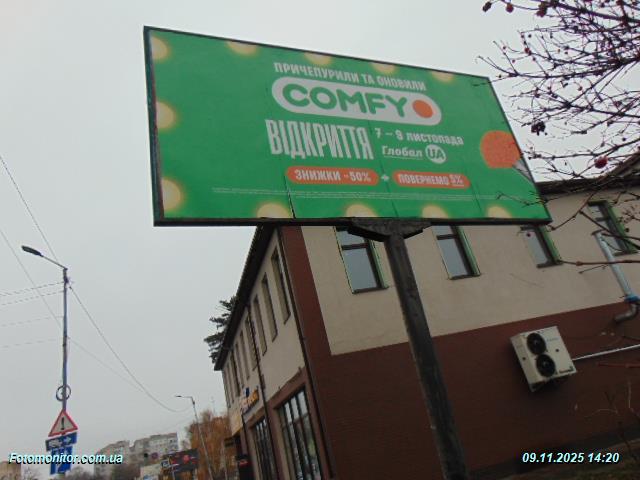 ПРИЧЕПУРИЛИ ТА ОНОВИЛИ
COMFY
ВІДКРИТТЯ
7 – 9 листопада
Глобал UA
ЗНИЖКИ -50% + ПОВЕРНЕМО 5%
Fotomonitor.com.ua
09.11.2025 14:20